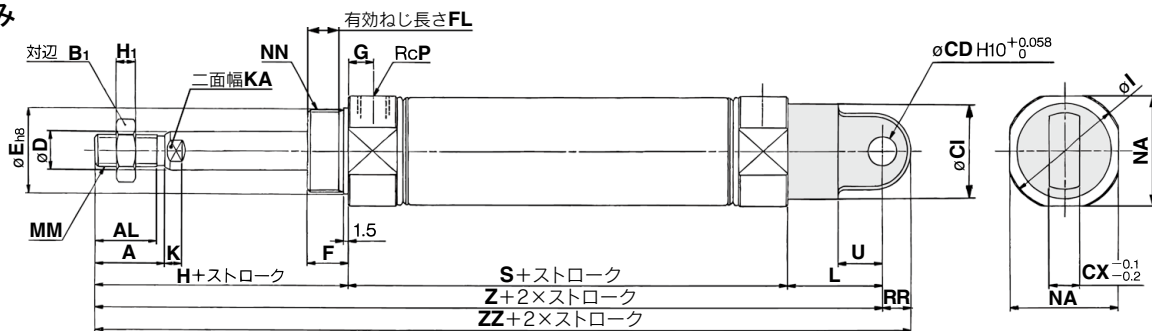 み
有効ねじ長さFL
対辺 B1
H1
二面幅KA
NN
G
RcP
øCD H10 +0.058 0
øI
øEh8
øD
øCI
NA
MM
AL
A
K
F
1.5
U
L
CX -0.1 -0.2
H+ストローク
S+ストローク
RR
NA
Z+2×ストローク
ZZ+2×ストローク